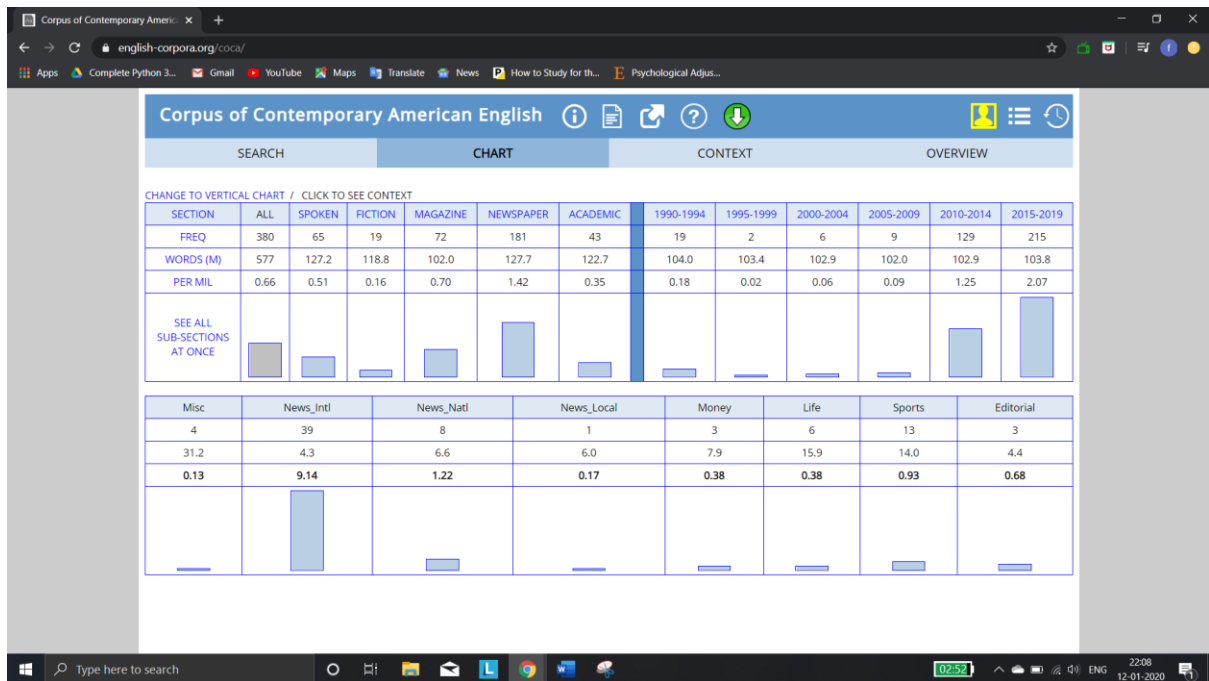 Corpus of Contemporary Americ
english-corpora.org/coca/
Apps Complete Python 3... Gmail YouTube Maps Translate News How to Study for th... Psychological Adjus...
Corpus of Contemporary American English
SEARCH CHART CONTEXT OVERVIEW
CHANGE TO VERTICAL CHART / CLICK TO SEE CONTEXT
SECTION ALL SPOKEN FICTION MAGAZINE NEWSPAPER ACADEMIC 1990-1994 1995-1999 2000-2004 2005-2009 2010-2014 2015-2019
FREQ 380 65 19 72 181 43 19 2 6 9 129 215
WORDS (M) 577 127.2 118.8 102.0 127.7 122.7 104.0 103.4 102.9 102.0 102.9 103.8
PER MIL 0.66 0.51 0.16 0.70 1.42 0.35 0.18 0.02 0.06 0.09 1.25 2.07
SEE ALL
SUB-SECTIONS
AT ONCE
Misc News_Intl News_Natl News_Local Money Life Sports Editorial
4 39 8 1 3 6 13 3
31.2 4.3 6.6 6.0 7.9 15.9 14.0 4.4
0.13 9.14 1.22 0.17 0.38 0.38 0.93 0.68
Type here to search
02:52 ENG 22:08
12-01-2020